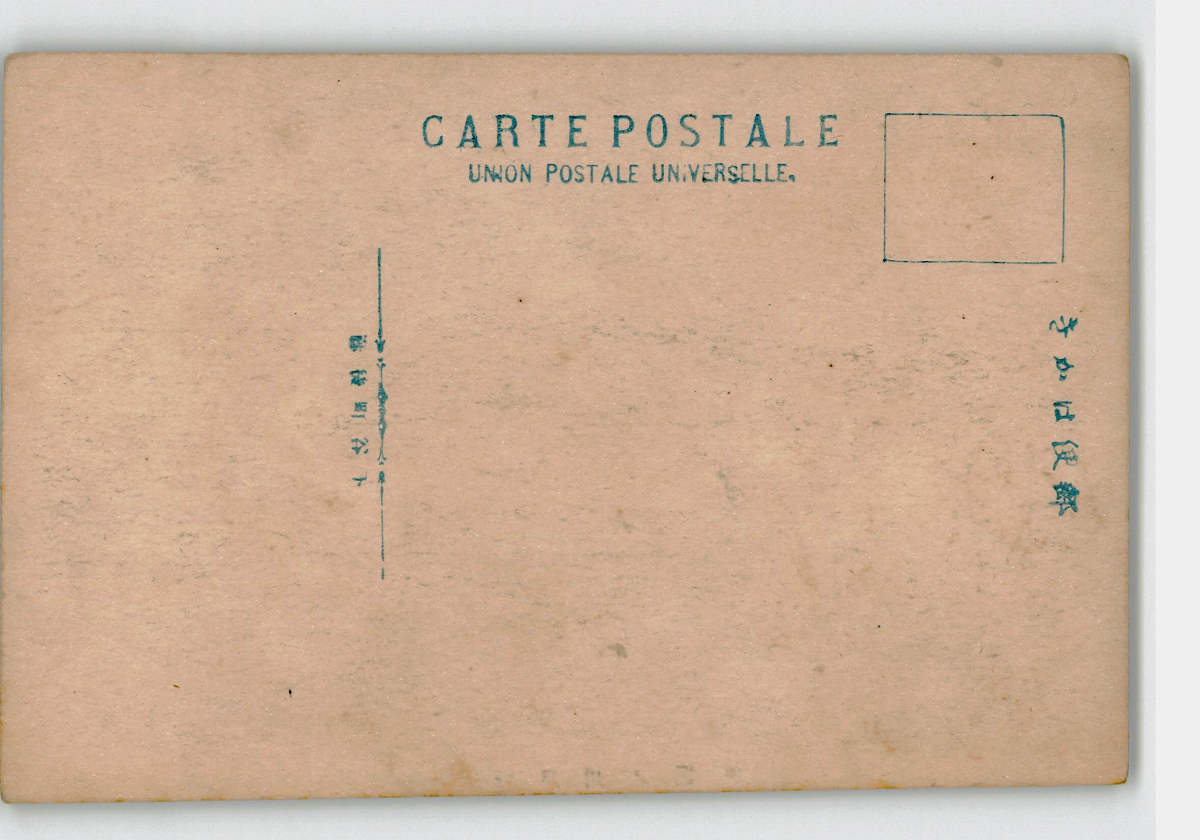 CARTE POSTALE
UNION POSTALE UNIVERSELLE.
郵便はかき